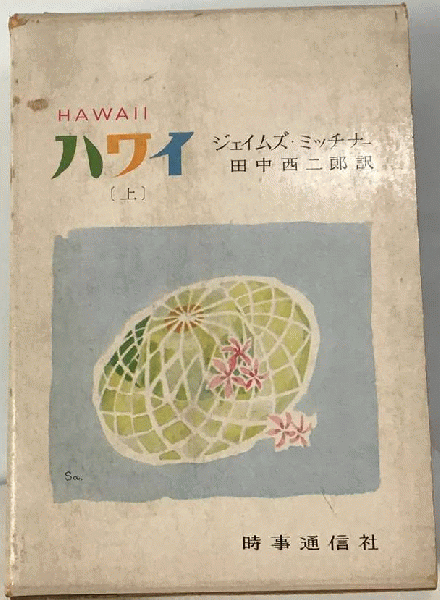 HAWAII
ハワイ
〔上〕
ジェイムズ・ミッチナー
田中西二郎訳
Sa.
時事通信社